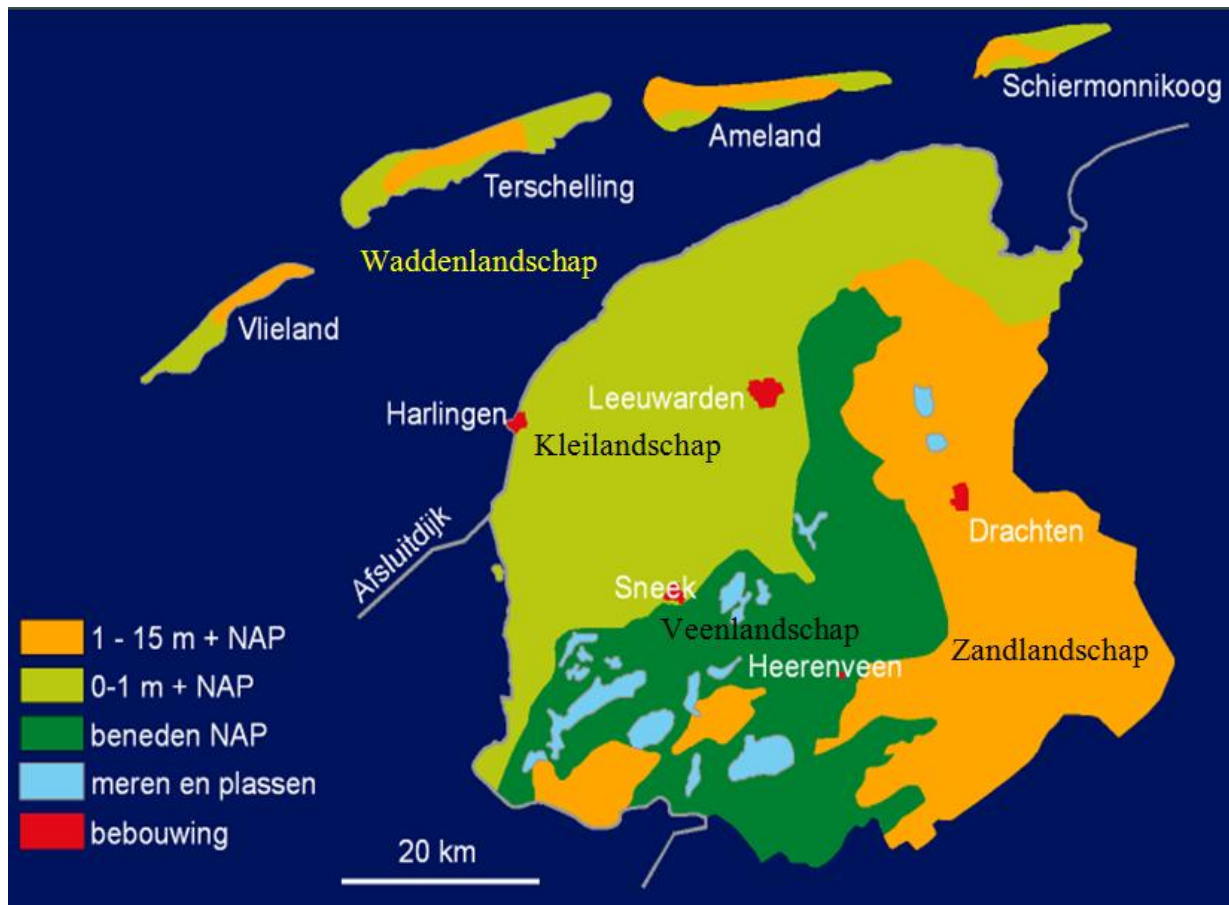 Schiermonnikoog
Ameland
Terschelling
Waddenlandschap
Vlieland
Leeuwarden
Harlingen
Kleilandschap
Afsluitdijk
Drachten
Sneek
Veenlandschap
Zandlandschap
Heerenveen
1 - 15 m + NAP
0-1 m + NAP
beneden NAP
meren en plassen
bebouwing
20 km